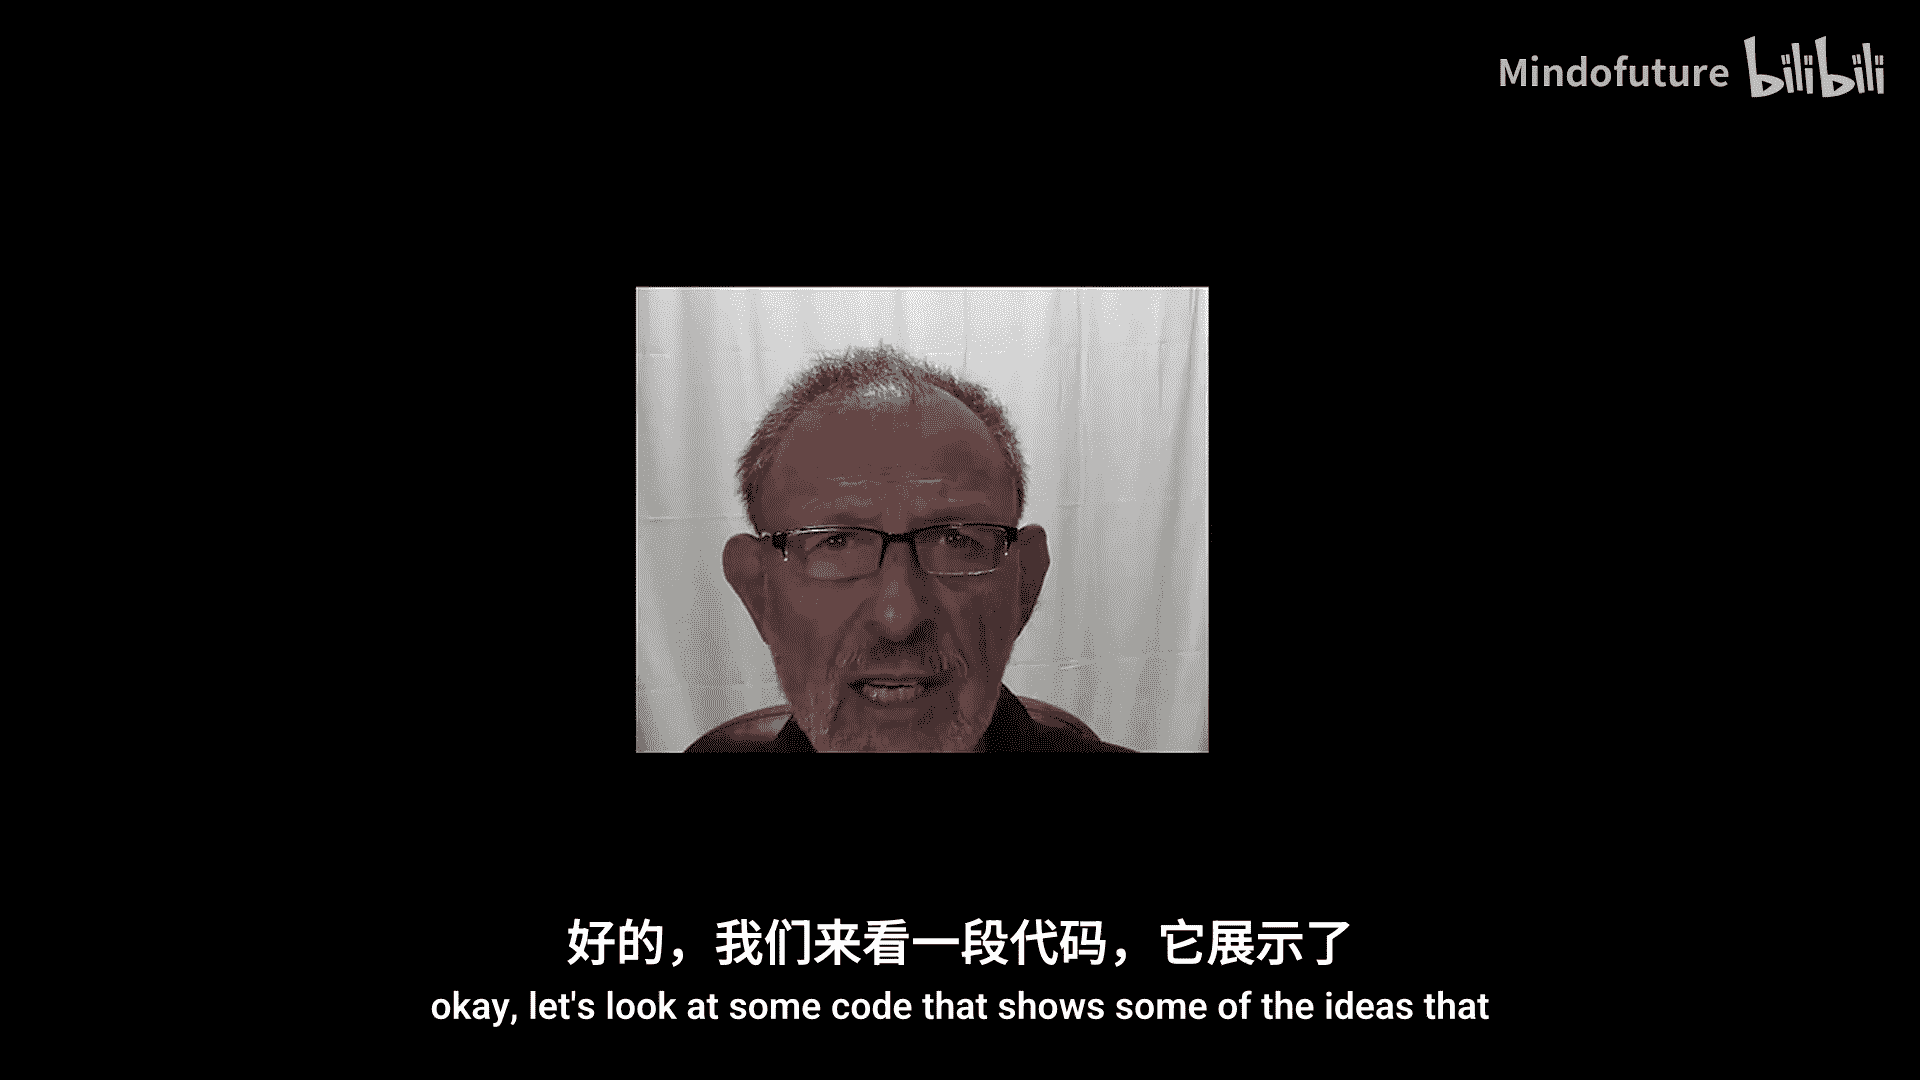 Mindofuture bilibili
好的，我们来看一段代码，它展示了
okay, let's look at some code that shows some of the ideas that